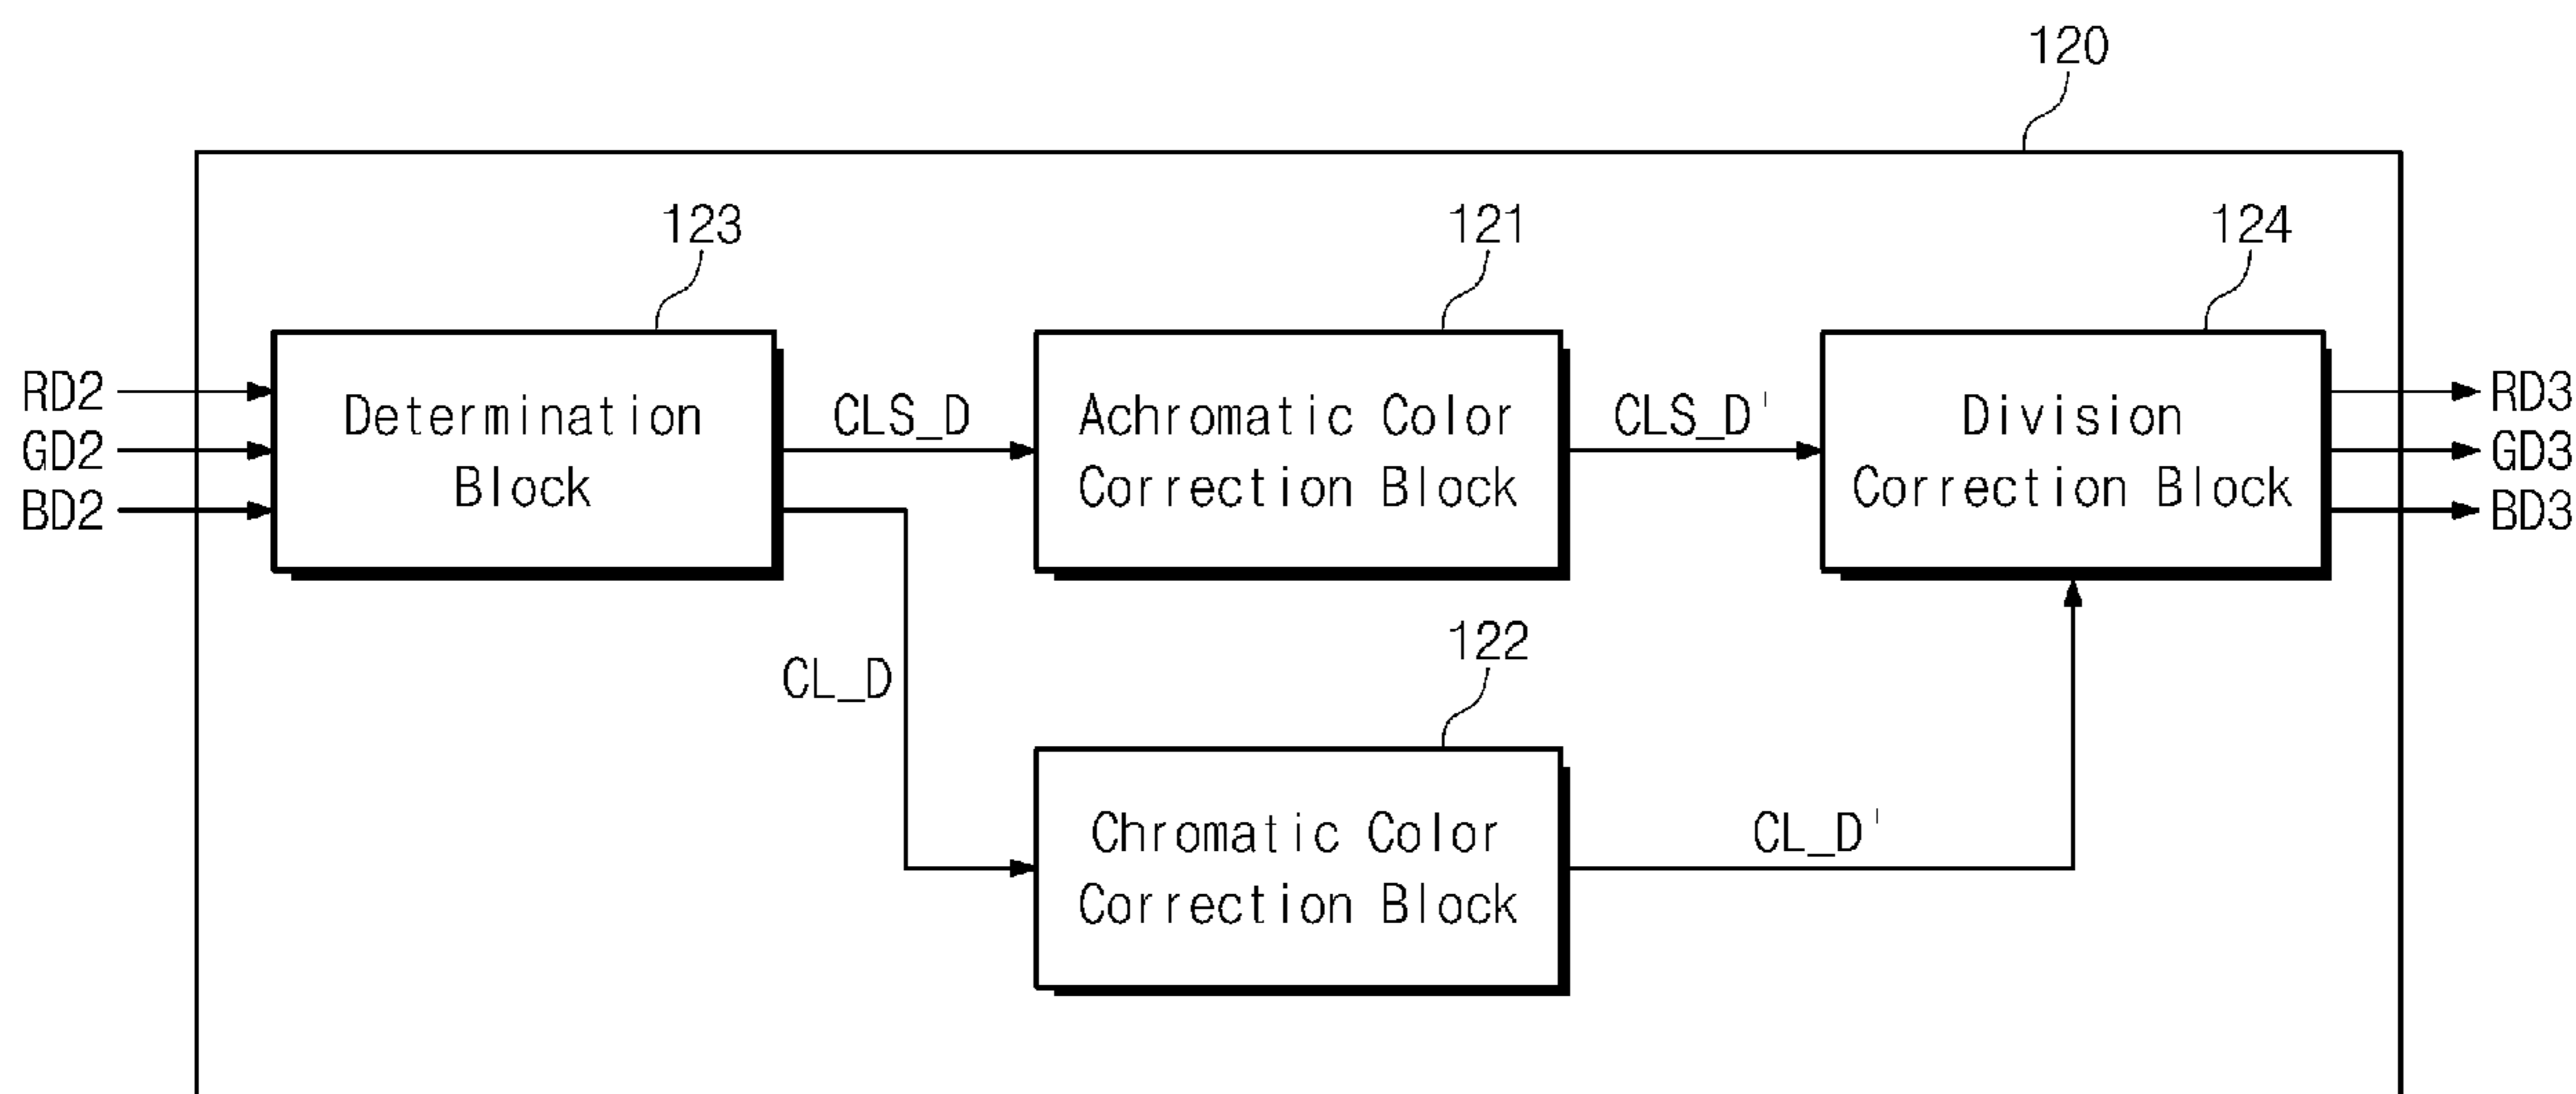 120
123
121
124
RD2
GD2
BD2
Determination
Block
CLS_D
Achromatic Color
Correction Block
CLS_D'
Division
Correction Block
RD3
GD3
BD3
CL_D
122
Chromatic Color
Correction Block
CL_D'